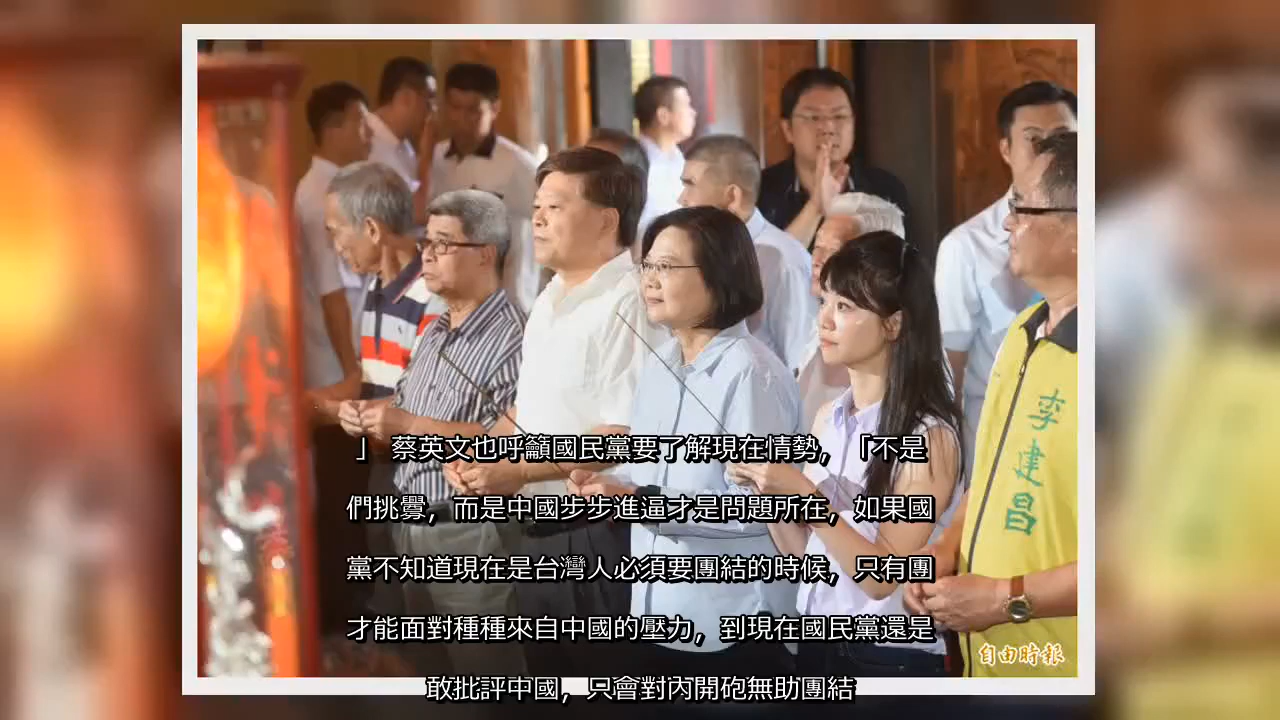 李建昌
」 蔡英文也呼籲國民黨要了解現在情勢，「不是
們挑釁，而是中國步步進逼才是問題所在，如果國
黨不知道現在是台灣人必須要團結的時候，只有團
才能面對種種來自中國的壓力，到現在國民黨還是
敢批評中國，只會對內開砲無助團結
自由時報